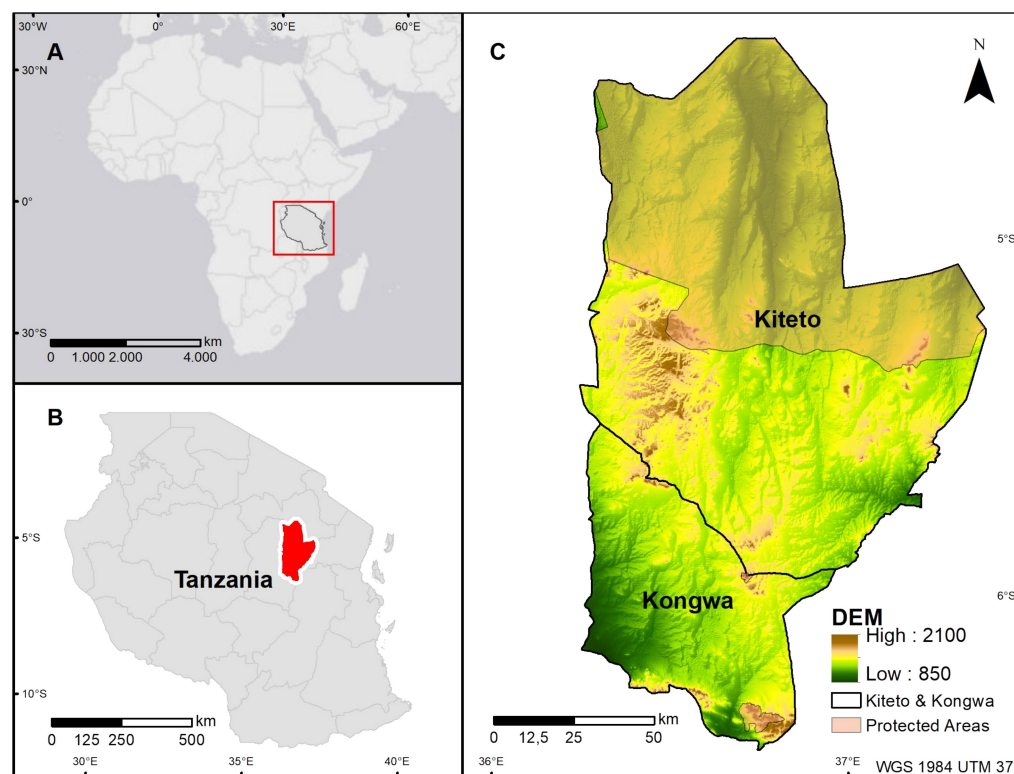 30°W 0° 30°E 60°E
A
30°N
0°
30°S
km
0 1.000 2.000 4.000
B
5°S
Tanzania
10°S
km
0 125 250 500
30°E 35°E 40°E
C
N
5°S
Kiteto
6°S
Kongwa
DEM
High : 2100
Low : 850
Kiteto & Kongwa
Protected Areas
km
0 12,5 25 50
36°E 37°E
WGS 1984 UTM 37